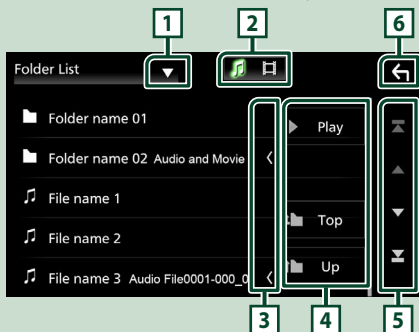 1 2 6
Folder List
Folder name 01
Play
Folder name 02 Audio and Movie
File name 1
Top
File name 2
Up
File name 3 Audio File0001-000_0
3 4 5